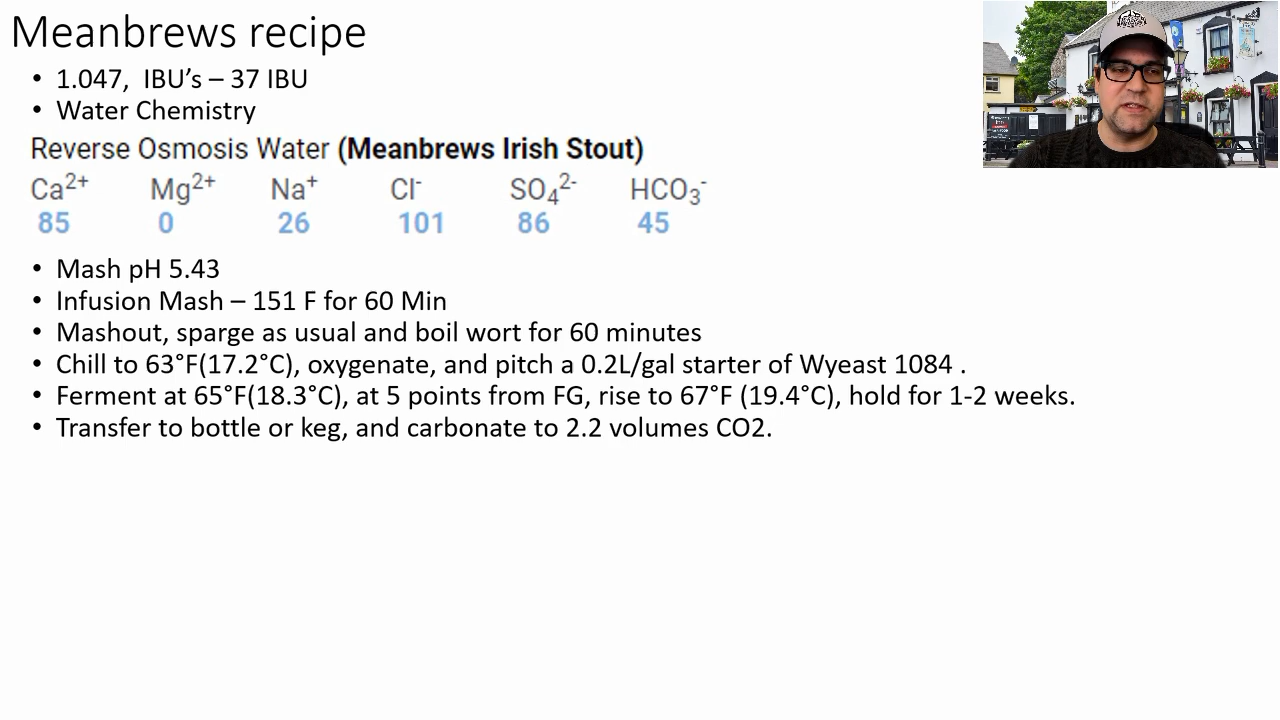 Meanbrews recipe
• 1.047,  IBU’s – 37 IBU
• Water Chemistry
Reverse Osmosis Water (Meanbrews Irish Stout)
Ca2+ Mg2+ Na+ Cl- SO42- HCO3-
85 0 26 101 86 45
• Mash pH 5.43
• Infusion Mash – 151 F for 60 Min
• Mashout, sparge as usual and boil wort for 60 minutes
• Chill to 63°F(17.2°C), oxygenate, and pitch a 0.2L/gal starter of Wyeast 1084 .
• Ferment at 65°F(18.3°C), at 5 points from FG, rise to 67°F (19.4°C), hold for 1-2 weeks.
• Transfer to bottle or keg, and carbonate to 2.2 volumes CO2.